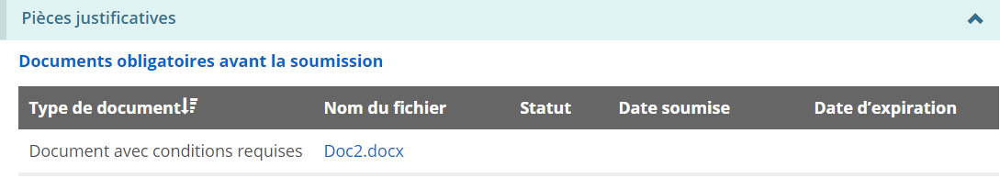 Pièces justificatives
Documents obligatoires avant la soumission
Type de document Nom du fichier Statut Date soumise Date d’expiration
Document avec conditions requises Doc2.docx